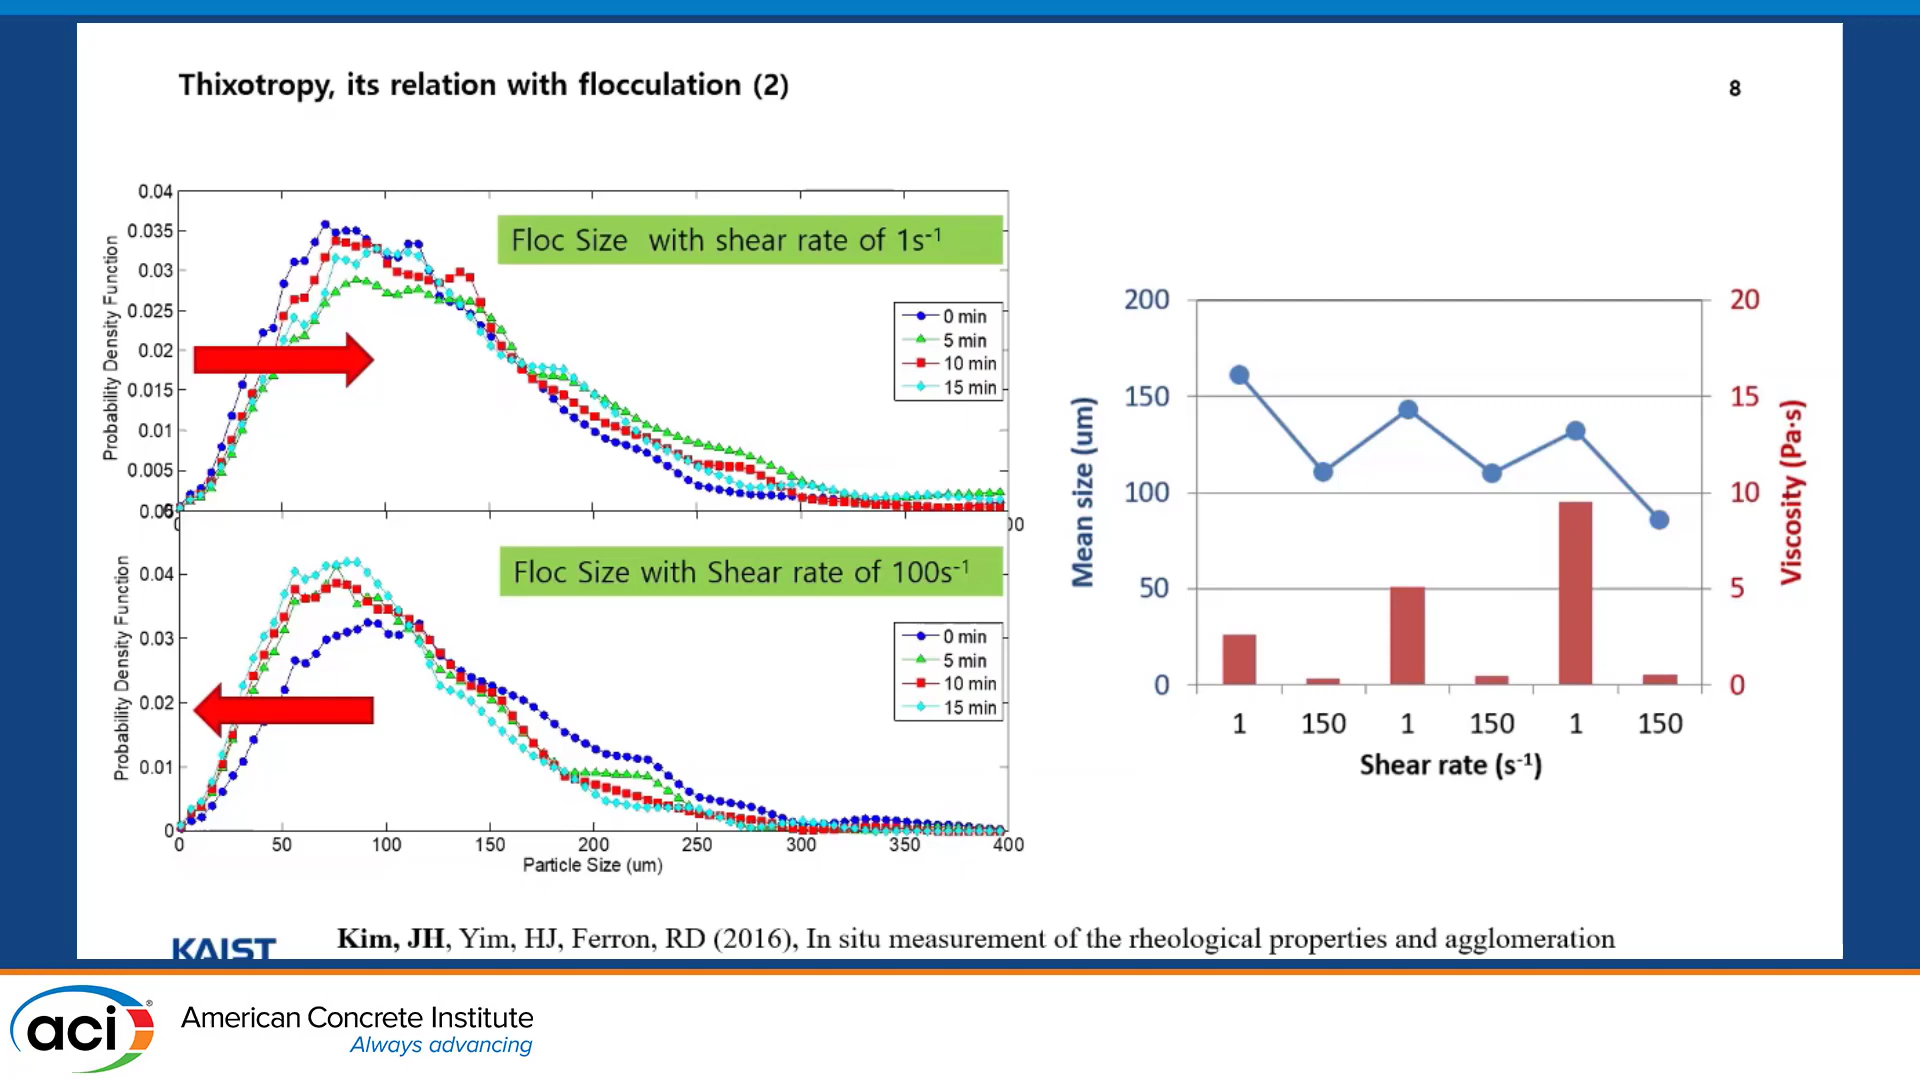 Thixotropy, its relation with flocculation (2)
8
Probability Density Function
0.04
0.035
0.03
0.025
0.02
0.015
0.01
0.005
Floc Size with shear rate of 1s-1
0 min
5 min
10 min
15 min
Probability Density Function
0.04
0.03
0.02
0.01
0
Floc Size with Shear rate of 100s-1
0 min
5 min
10 min
15 min
0 50 100 150 200 250 300 350 400
Particle Size (um)
Mean size (um)
200
150
100
50
0
20
15
10
5
0
Viscosity (Pa·s)
1 150 1 150 1 150
Shear rate (s-1)
KAIST
Kim, JH, Yim, HJ, Ferron, RD (2016), In situ measurement of the rheological properties and agglomeration
aci®
American Concrete Institute
Always advancing